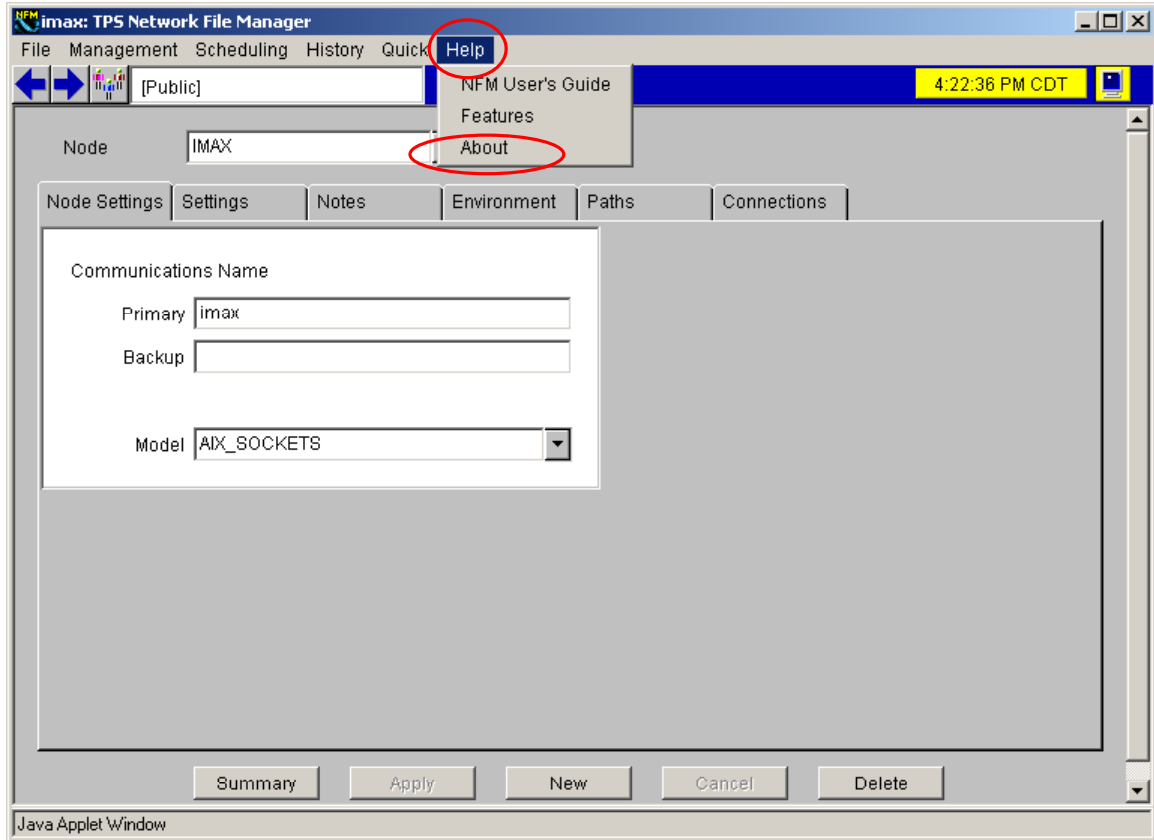 NFM imax: TPS Network File Manager
File Management Scheduling History Quick Help
[Public]
4:22:36 PM CDT
NFM User's Guide
Features
About
Node IMAX
Node Settings Settings Notes Environment Paths Connections
Communications Name
Primary imax
Backup
Model AIX_SOCKETS
Summary Apply New Cancel Delete
Java Applet Window